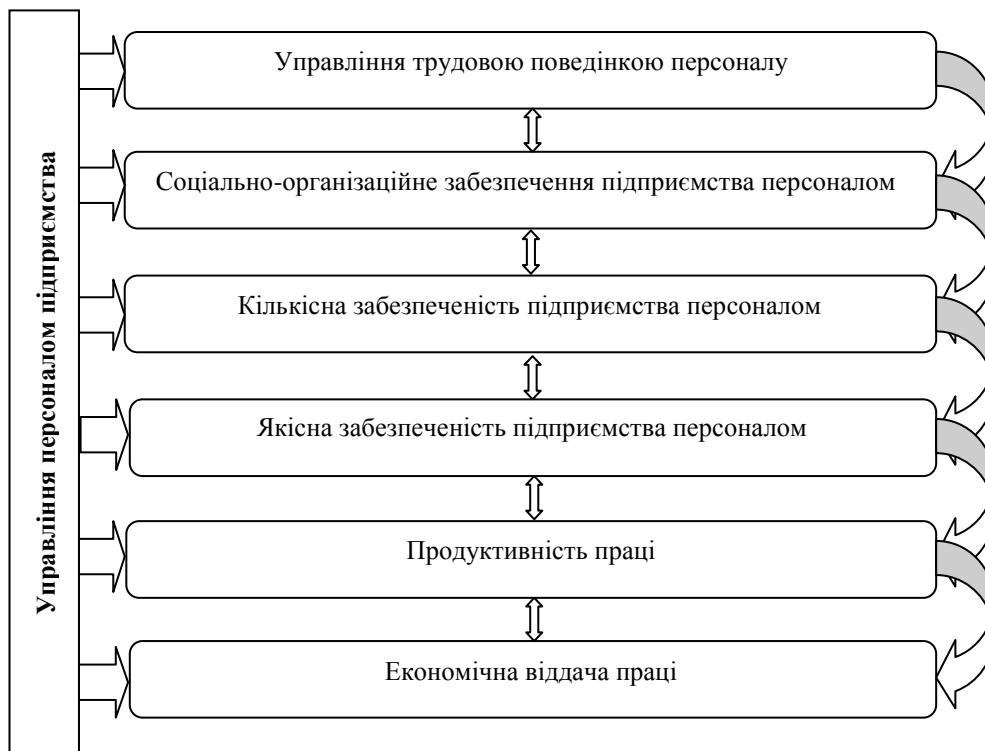 Управління персоналом підприємства
Управління трудовою поведінкою персоналу
Соціально-організаційне забезпечення підприємства персоналом
Кількісна забезпеченість підприємства персоналом
Якісна забезпеченість підприємства персоналом
Продуктивність праці
Економічна віддача праці